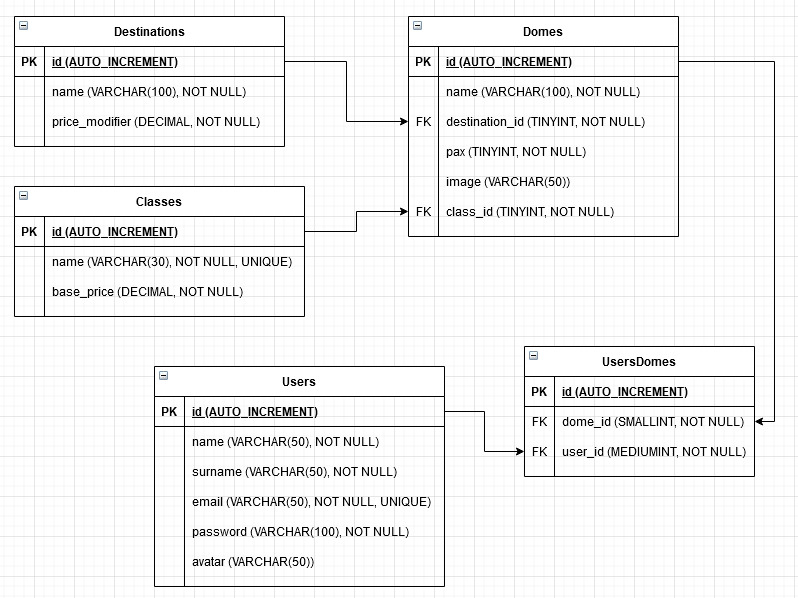 Destinations
PK id (AUTO_INCREMENT)
name (VARCHAR(100), NOT NULL)
price_modifier (DECIMAL, NOT NULL)
Domes
PK id (AUTO_INCREMENT)
name (VARCHAR(100), NOT NULL)
FK destination_id (TINYINT, NOT NULL)
pax (TINYINT, NOT NULL)
image (VARCHAR(50))
FK class_id (TINYINT, NOT NULL)
Classes
PK id (AUTO_INCREMENT)
name (VARCHAR(30), NOT NULL, UNIQUE)
base_price (DECIMAL, NOT NULL)
Users
PK id (AUTO_INCREMENT)
name (VARCHAR(50), NOT NULL)
surname (VARCHAR(50), NOT NULL)
email (VARCHAR(50), NOT NULL, UNIQUE)
password (VARCHAR(100), NOT NULL)
avatar (VARCHAR(50))
UsersDomes
PK id (AUTO_INCREMENT)
FK dome_id (SMALLINT, NOT NULL)
FK user_id (MEDIUMINT, NOT NULL)